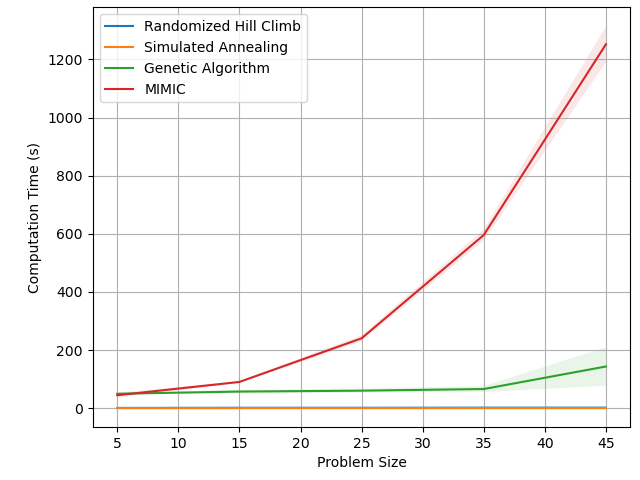 Randomized Hill Climb
Simulated Annealing
Genetic Algorithm
MIMIC
1200
1000
800
600
400
200
0
Computation Time (s)
5 10 15 20 25 30 35 40 45
Problem Size